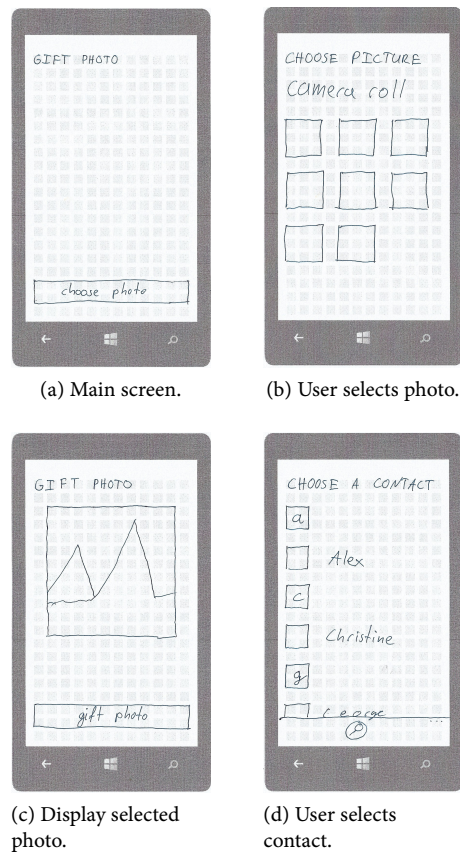 GIFT PHOTO
choose photo
(a) Main screen.
CHOOSE PICTURE
camera roll
(b) User selects photo.
GIFT PHOTO
gift photo
(c) Display selected
photo.
CHOOSE A CONTACT
a
Alex
c
Christine
g
George
...
(d) User selects
contact.